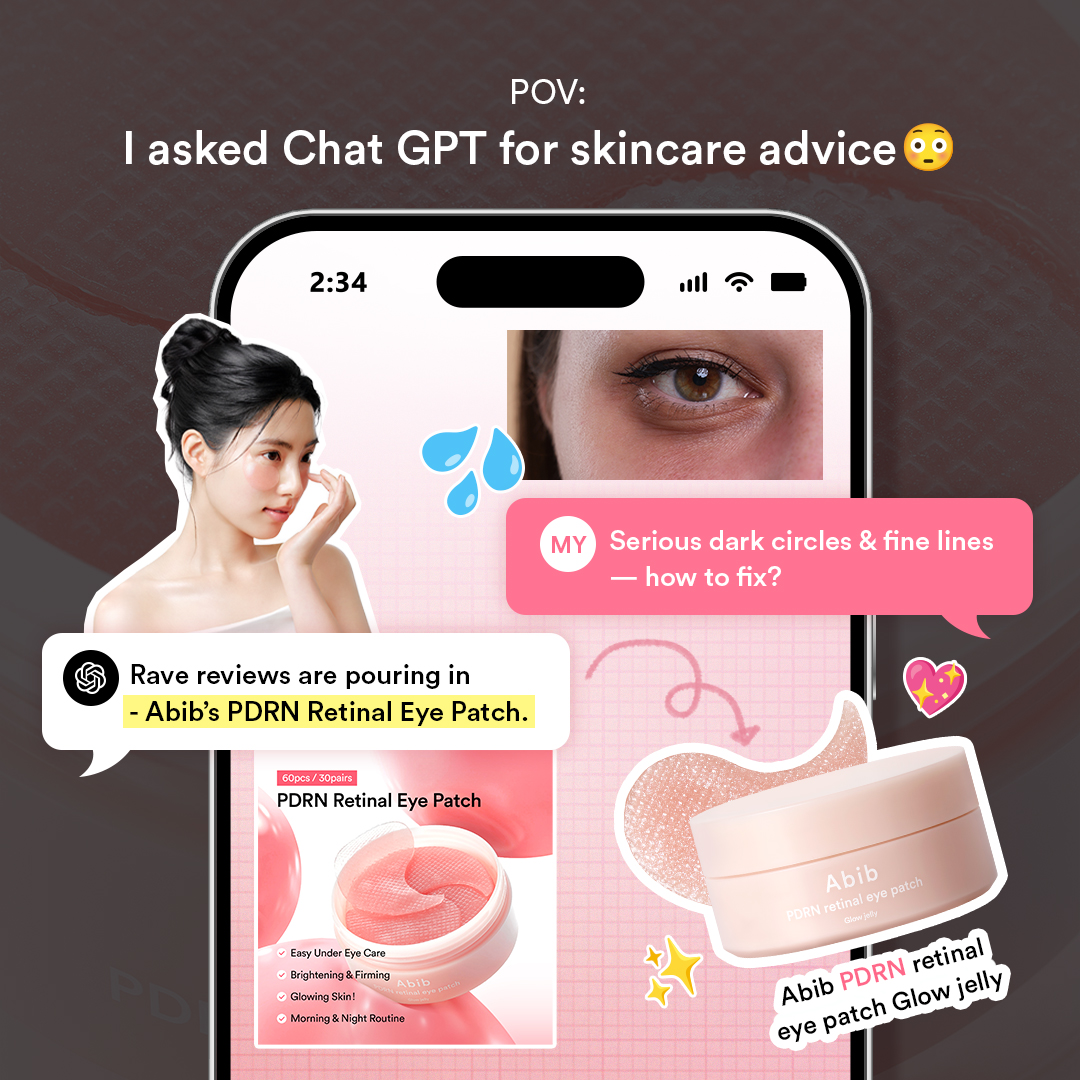 POV:
I asked Chat GPT for skincare advice😳
2:34
MY
Serious dark circles & fine lines
— how to fix?
Rave reviews are pouring in
- Abib's PDRN Retinal Eye Patch.
60pcs / 30pairs
PDRN Retinal Eye Patch
Easy Under Eye Care
Brightening & Firming
Glowing Skin!
Morning & Night Routine
Abib
retinal eye patch
Abib
PDRN retinal eye patch
Glow jelly
Abib PDRN retinal
eye patch Glow jelly